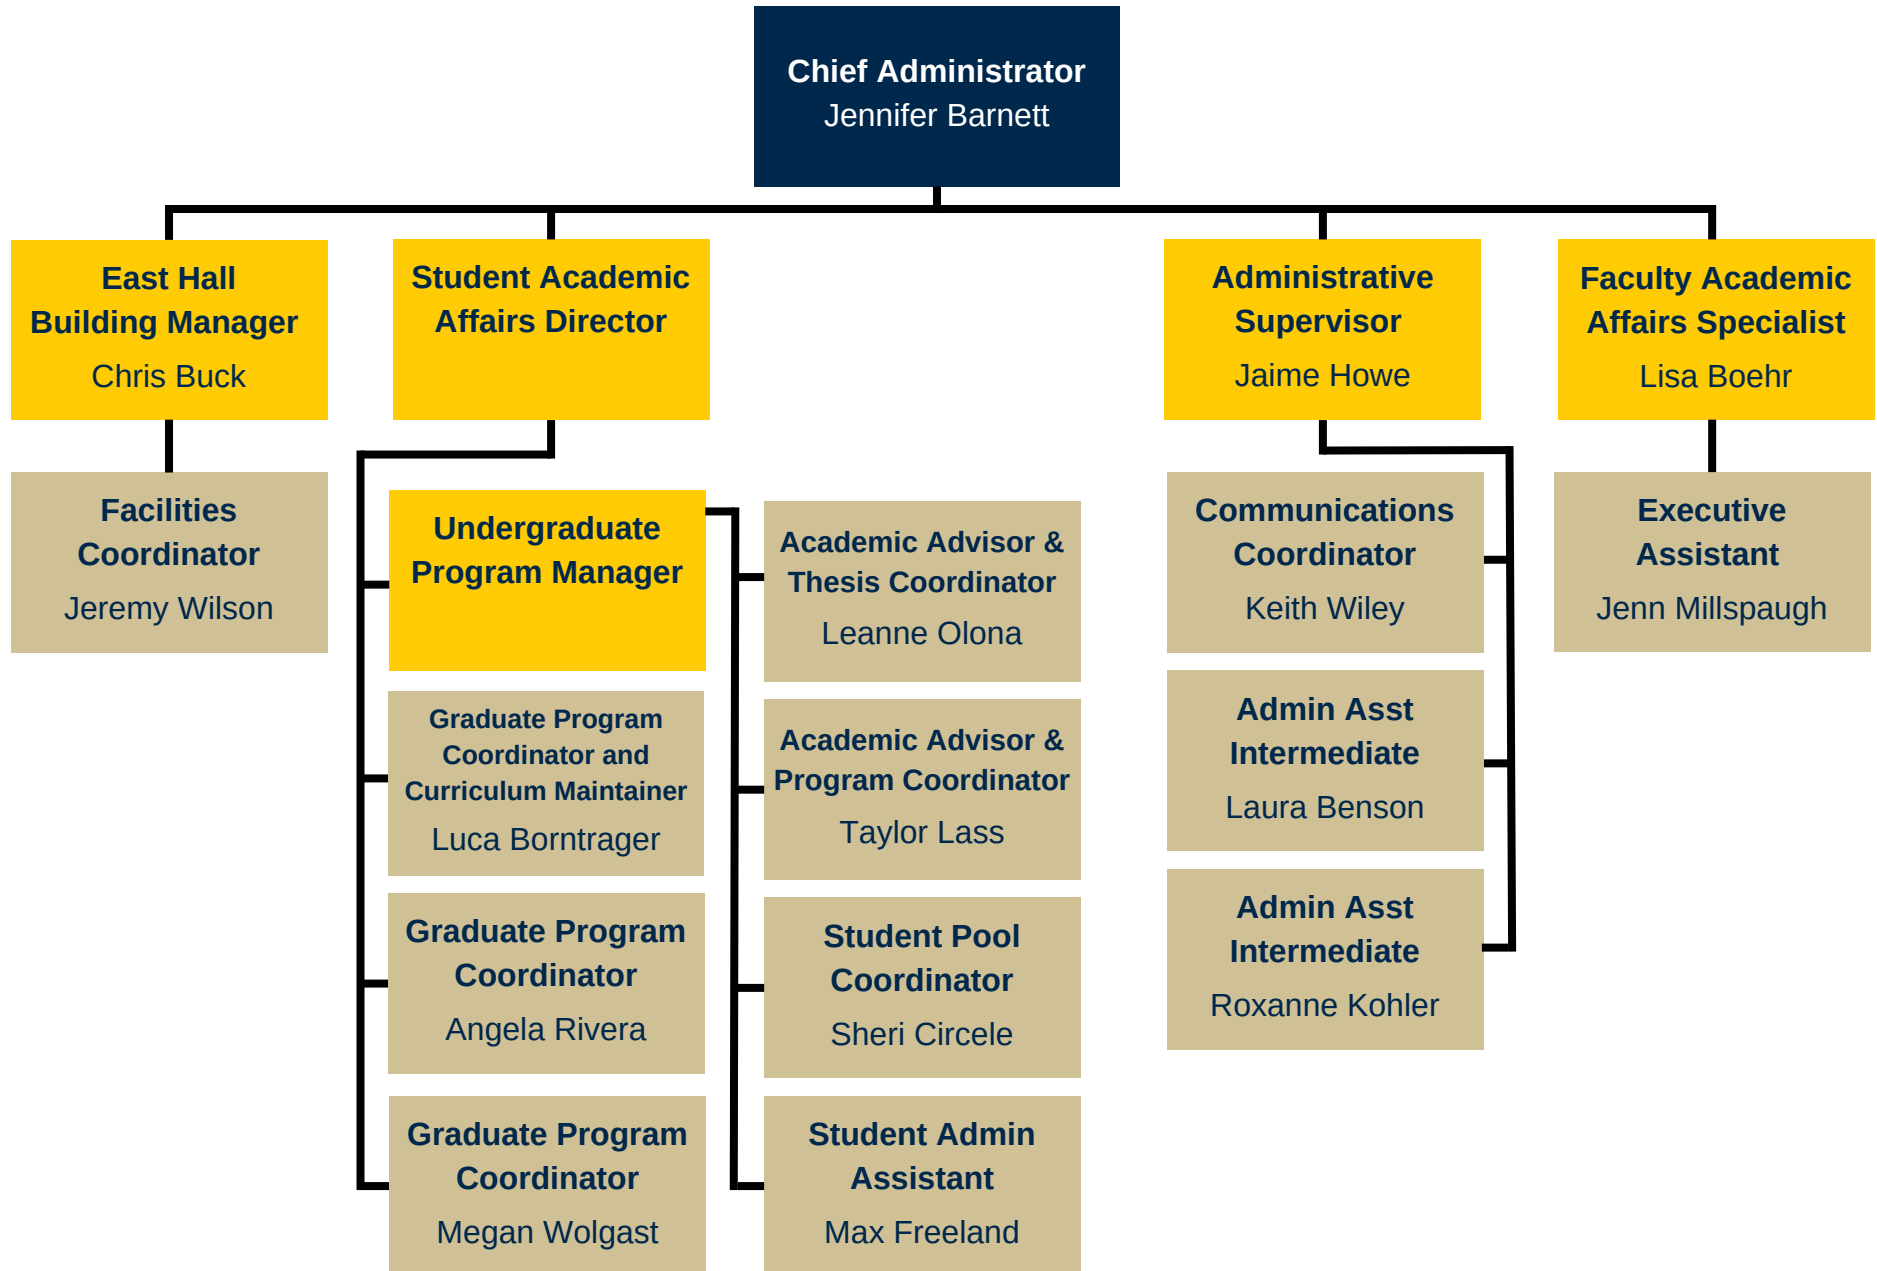 Chief Administrator
Jennifer Barnett
East Hall
Building Manager
Chris Buck
Student Academic
Affairs Director
Administrative
Supervisor
Jaime Howe
Faculty Academic
Affairs Specialist
Lisa Boehr
Facilities
Coordinator
Jeremy Wilson
Undergraduate
Program Manager
Graduate Program
Coordinator and
Curriculum Maintainer
Luca Borntrager
Graduate Program
Coordinator
Angela Rivera
Graduate Program
Coordinator
Megan Wolgast
Academic Advisor &
Thesis Coordinator
Leanne Olona
Academic Advisor &
Program Coordinator
Taylor Lass
Student Pool
Coordinator
Sheri Circele
Student Admin
Assistant
Max Freeland
Communications
Coordinator
Keith Wiley
Admin Asst
Intermediate
Laura Benson
Admin Asst
Intermediate
Roxanne Kohler
Executive
Assistant
Jenn Millspaugh